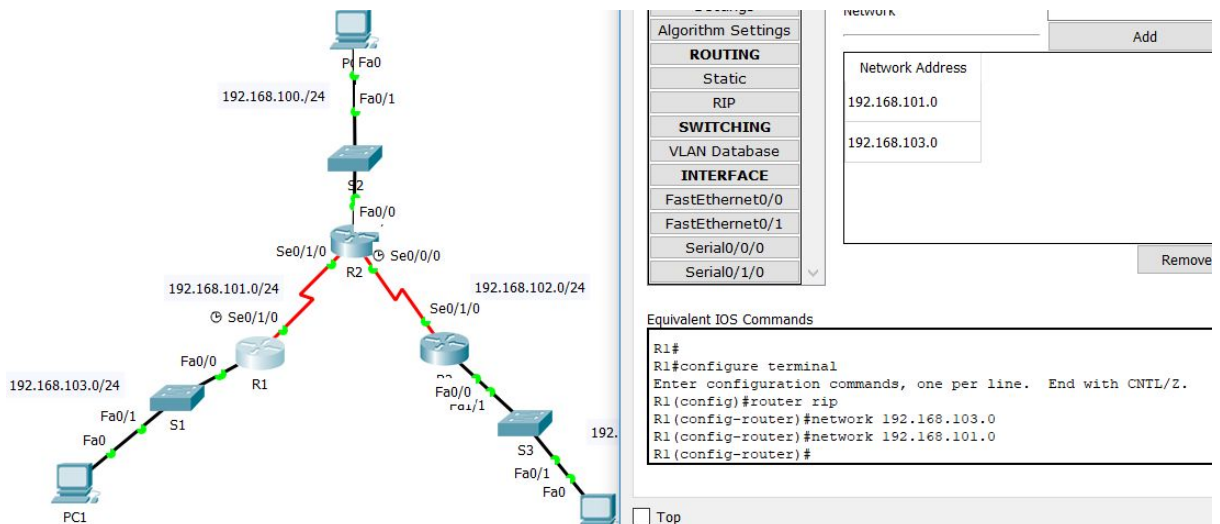 Fa0
192.168.100./24
Fa0/1
S2
Fa0/0
Se0/1/0
Se0/0/0
R2
192.168.101.0/24
192.168.102.0/24
Se0/1/0
Se0/1/0
Fa0/0
R1
192.168.103.0/24
Fa0/0
Fa0/1
S1
S3
192.
Fa0
Fa0/1
Fa0
PC1
Algorithm Settings
ROUTING
Static
RIP
SWITCHING
VLAN Database
INTERFACE
FastEthernet0/0
FastEthernet0/1
Serial0/0/0
Serial0/1/0
Network
Add
Network Address
192.168.101.0
192.168.103.0
Remove
Equivalent IOS Commands
R1#
R1#configure terminal
Enter configuration commands, one per line.  End with CNTL/Z.
R1(config)#router rip
R1(config-router)#network 192.168.103.0
R1(config-router)#network 192.168.101.0
R1(config-router)#
Top